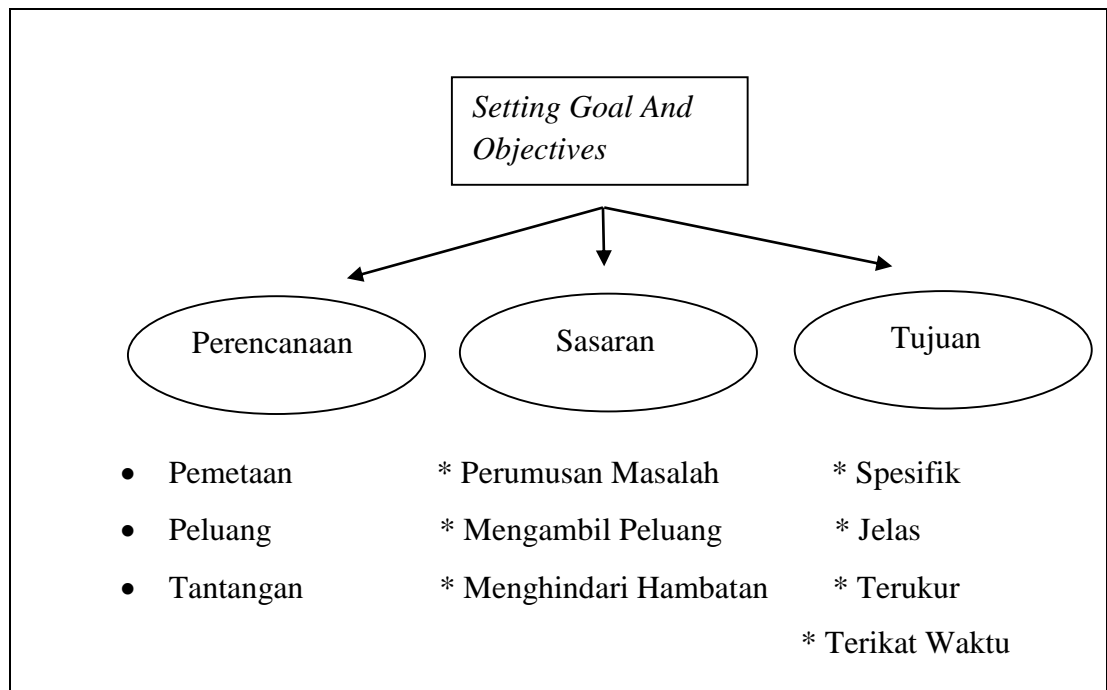 Setting Goal And
Objectives
Perencanaan
Sasaran
Tujuan
• Pemetaan
* Perumusan Masalah
* Spesifik
• Peluang
* Mengambil Peluang
* Jelas
• Tantangan
* Menghindari Hambatan
* Terukur
* Terikat Waktu